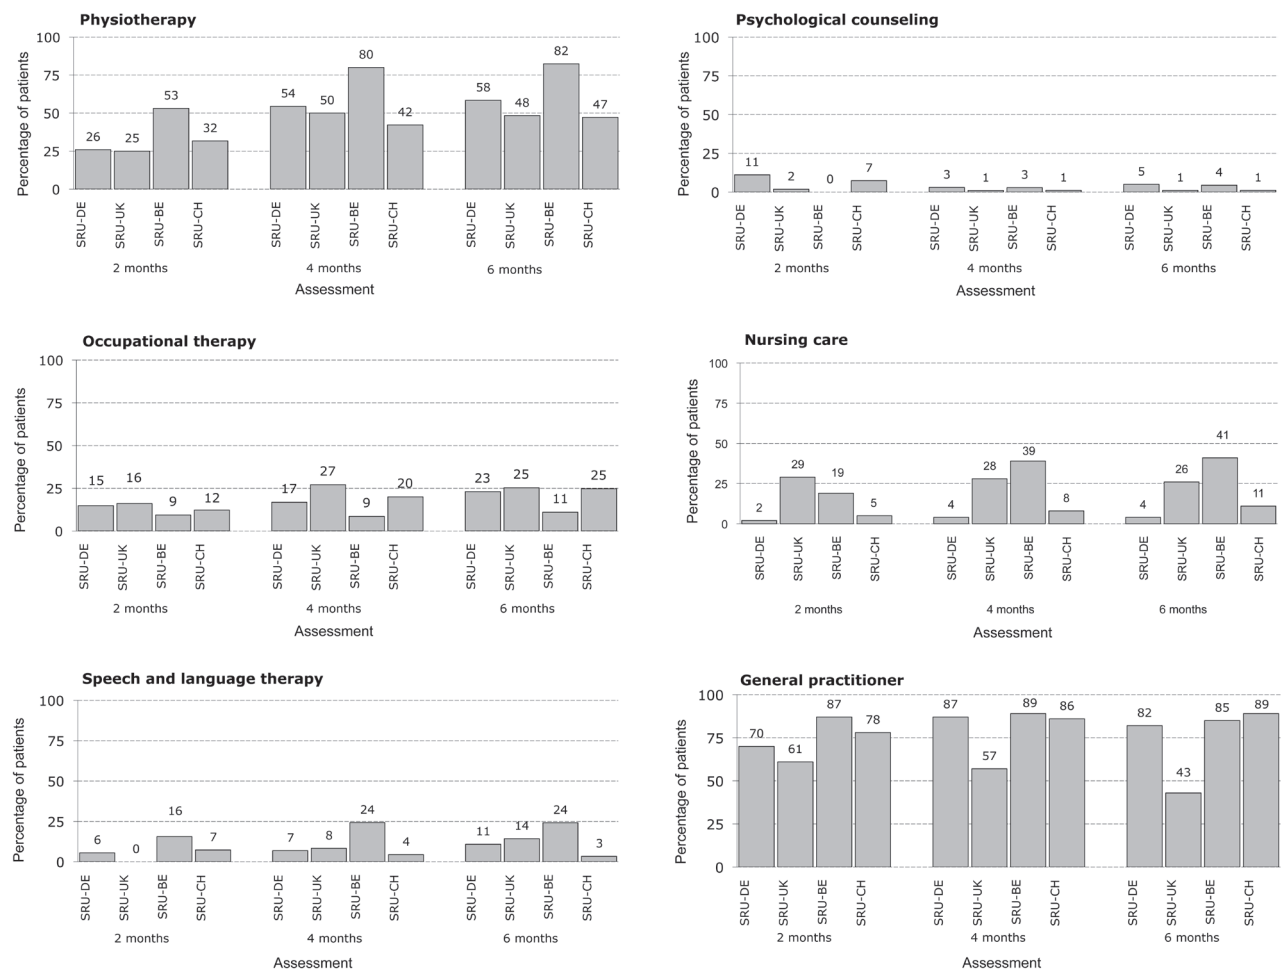 Physiotherapy
Percentage of patients
100
75
50
25
0
26 25 53 32 54 50 80 42 58 48 82 47
SRU-DE SRU-UK SRU-BE SRU-CH SRU-DE SRU-UK SRU-BE SRU-CH SRU-DE SRU-UK SRU-BE SRU-CH
2 months 4 months 6 months
Assessment
Psychological counseling
Percentage of patients
100
75
50
25
0
11 2 0 7 3 1 3 1 5 1 4 1
SRU-DE SRU-UK SRU-BE SRU-CH SRU-DE SRU-UK SRU-BE SRU-CH SRU-DE SRU-UK SRU-BE SRU-CH
2 months 4 months 6 months
Assessment
Occupational therapy
Percentage of patients
100
75
50
25
0
15 16 9 12 17 27 9 20 23 25 11 25
SRU-DE SRU-UK SRU-BE SRU-CH SRU-DE SRU-UK SRU-BE SRU-CH SRU-DE SRU-UK SRU-BE SRU-CH
2 months 4 months 6 months
Assessment
Nursing care
Percentage of patients
100
75
50
25
0
2 29 19 5 4 28 39 8 4 26 41 11
SRU-DE SRU-UK SRU-BE SRU-CH SRU-DE SRU-UK SRU-BE SRU-CH SRU-DE SRU-UK SRU-BE SRU-CH
2 months 4 months 6 months
Assessment
Speech and language therapy
Percentage of patients
100
75
50
25
0
6 0 16 7 7 8 24 4 11 14 24 3
SRU-DE SRU-UK SRU-BE SRU-CH SRU-DE SRU-UK SRU-BE SRU-CH SRU-DE SRU-UK SRU-BE SRU-CH
2 months 4 months 6 months
Assessment
General practitioner
Percentage of patients
100
75
50
25
0
70 61 87 78 87 57 89 86 82 43 85 89
SRU-DE SRU-UK SRU-BE SRU-CH SRU-DE SRU-UK SRU-BE SRU-CH SRU-DE SRU-UK SRU-BE SRU-CH
2 months 4 months 6 months
Assessment